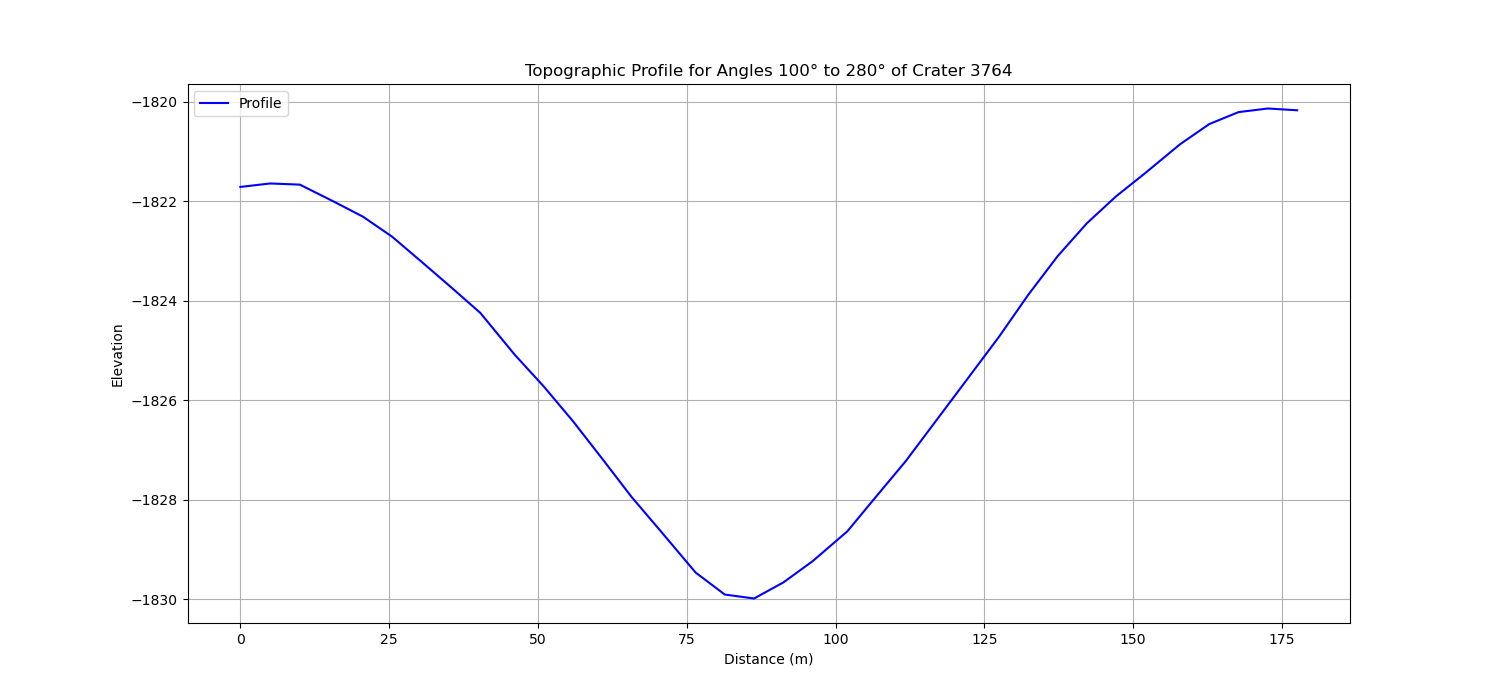 Topographic Profile for Angles 100° to 280° of Crater 3764
Profile
−1820
−1822
−1824
−1826
−1828
−1830
Elevation
0 25 50 75 100 125 150 175
Distance (m)